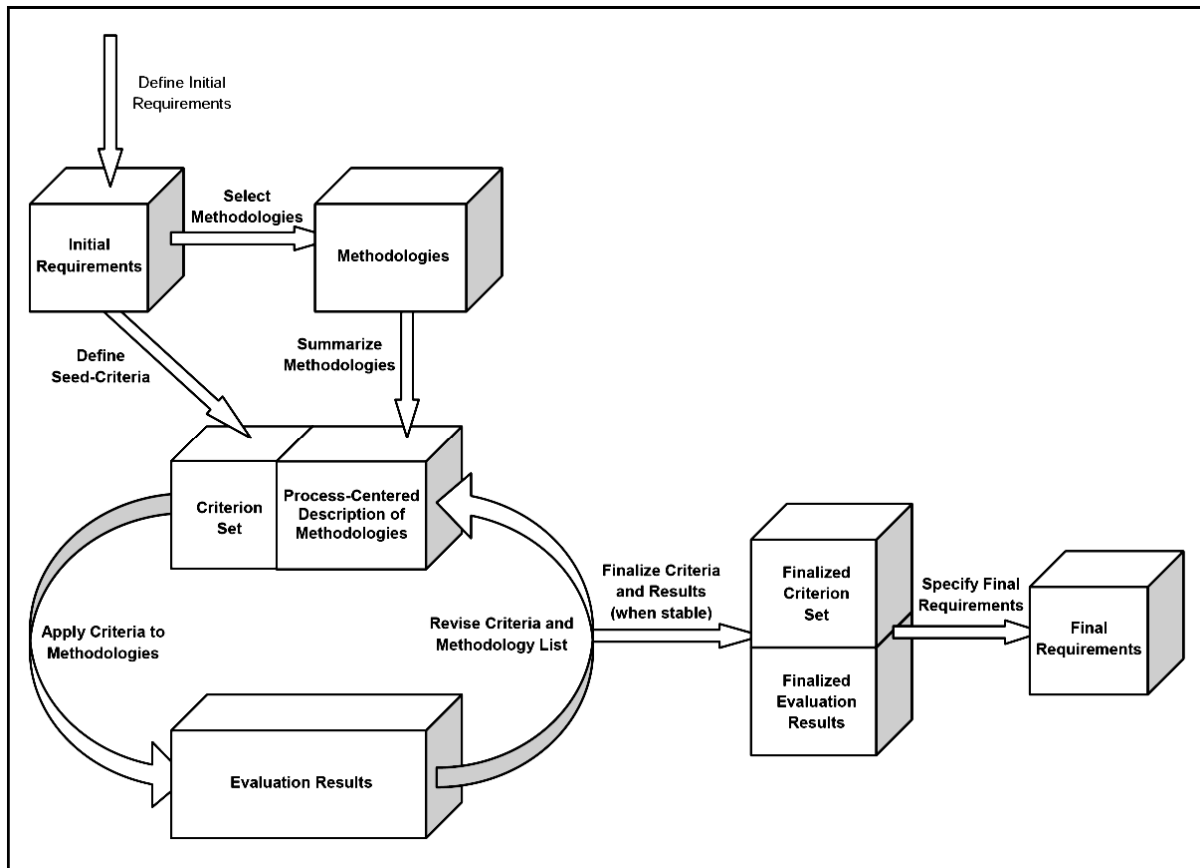 Define Initial
Requirements
Select
Methodologies
Initial
Requirements
Methodologies
Define
Seed-Criteria
Summarize
Methodologies
Criterion
Set
Process-Centered
Description of
Methodologies
Apply Criteria to
Methodologies
Revise Criteria and
Methodology List
Evaluation Results
Finalize Criteria
and Results
(when stable)
Finalized
Criterion
Set
Finalized
Evaluation
Results
Specify Final
Requirements
Final
Requirements